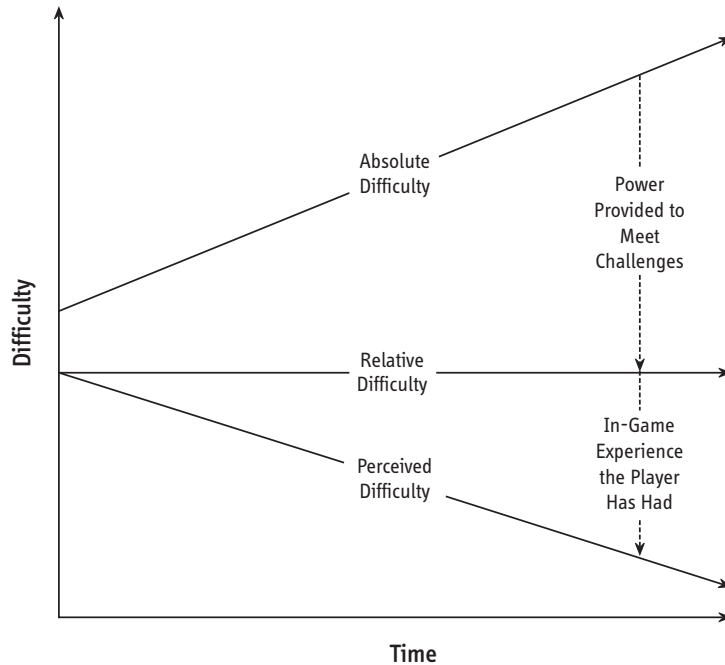 Absolute
Difficulty
Power
Provided to
Meet
Challenges
Difficulty
Relative
Difficulty
In-Game
Experience
the Player
Has Had
Perceived
Difficulty
Time